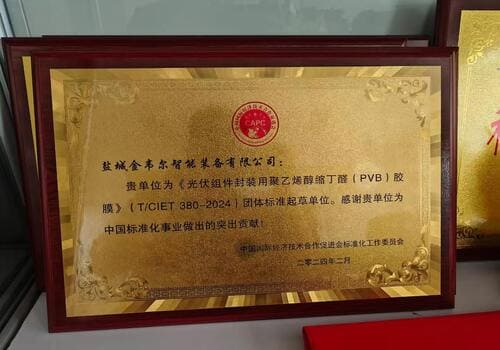 CAPC
盐城金韦尔智能装备有限公司：
贵单位为《光伏组件封装用聚乙烯醇缩丁醛（PVB）胶
膜》（T/CIET 380-2024）团体标准起草单位。感谢贵单位为
中国标准化事业做出的突出贡献！
中国国际经济技术合作促进会标准化工作委员会
二零二四年二月